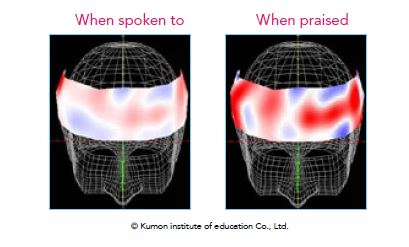 When spoken to
When praised
© Kumon institute of education Co., Ltd.